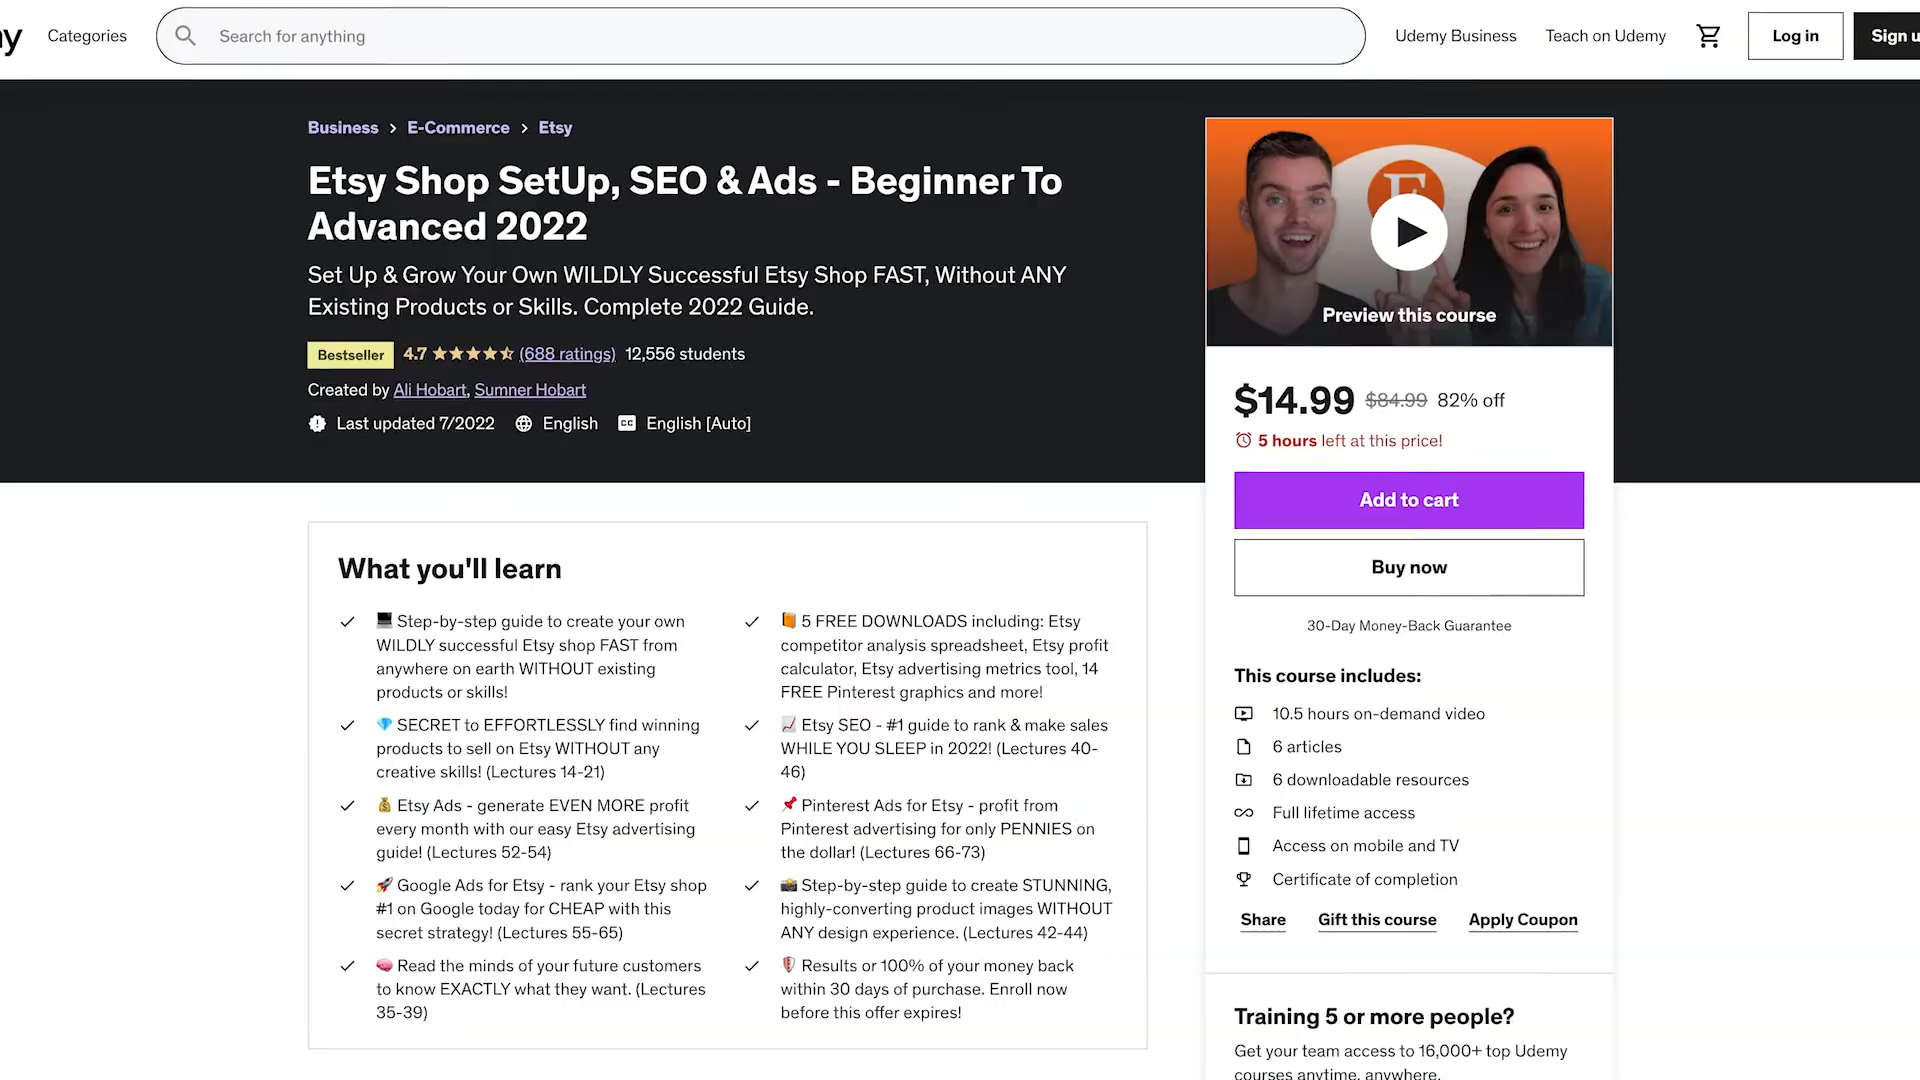 y
Categories
Search for anything
Udemy Business
Teach on Udemy
Log in
Sign u
Business > E-Commerce > Etsy
Etsy Shop SetUp, SEO & Ads - Beginner To
Advanced 2022
Set Up & Grow Your Own WILDLY Successful Etsy Shop FAST, Without ANY
Existing Products or Skills. Complete 2022 Guide.
Bestseller 4.7 (688 ratings) 12,556 students
Created by Ali Hobart, Sumner Hobart
Last updated 7/2022 English CC English [Auto]
E
Preview this course
$14.99 $84.99 82% off
5 hours left at this price!
Add to cart
Buy now
30-Day Money-Back Guarantee
This course includes:
10.5 hours on-demand video
6 articles
6 downloadable resources
Full lifetime access
Access on mobile and TV
Certificate of completion
Share Gift this course Apply Coupon
Training 5 or more people?
Get your team access to 16,000+ top Udemy
courses anytime, anywhere.
What you'll learn
Step-by-step guide to create your own
WILDLY successful Etsy shop FAST from
anywhere on earth WITHOUT existing
products or skills!
SECRET to EFFORTLESSLY find winning
products to sell on Etsy WITHOUT any
creative skills! (Lectures 14-21)
Etsy Ads - generate EVEN MORE profit
every month with our easy Etsy advertising
guide! (Lectures 52-54)
Google Ads for Etsy - rank your Etsy shop
#1 on Google today for CHEAP with this
secret strategy! (Lectures 55-65)
Read the minds of your future customers
to know EXACTLY what they want. (Lectures
35-39)
5 FREE DOWNLOADS including: Etsy
competitor analysis spreadsheet, Etsy profit
calculator, Etsy advertising metrics tool, 14
FREE Pinterest graphics and more!
Etsy SEO - #1 guide to rank & make sales
WHILE YOU SLEEP in 2022! (Lectures 40-
46)
Pinterest Ads for Etsy - profit from
Pinterest advertising for only PENNIES on
the dollar! (Lectures 66-73)
Step-by-step guide to create STUNNING,
highly-converting product images WITHOUT
ANY design experience. (Lectures 42-44)
Results or 100% of your money back
within 30 days of purchase. Enroll now
before this offer expires!